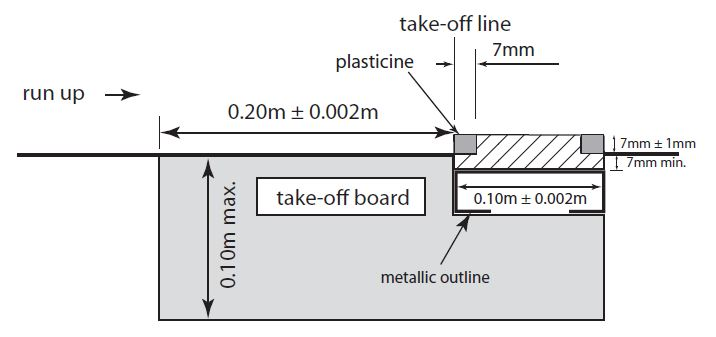 take-off line
7mm
plasticine
run up
0.20m ± 0.002m
7mm ± 1mm
7mm min.
take-off board
0.10m ± 0.002m
0.10m max.
metallic outline